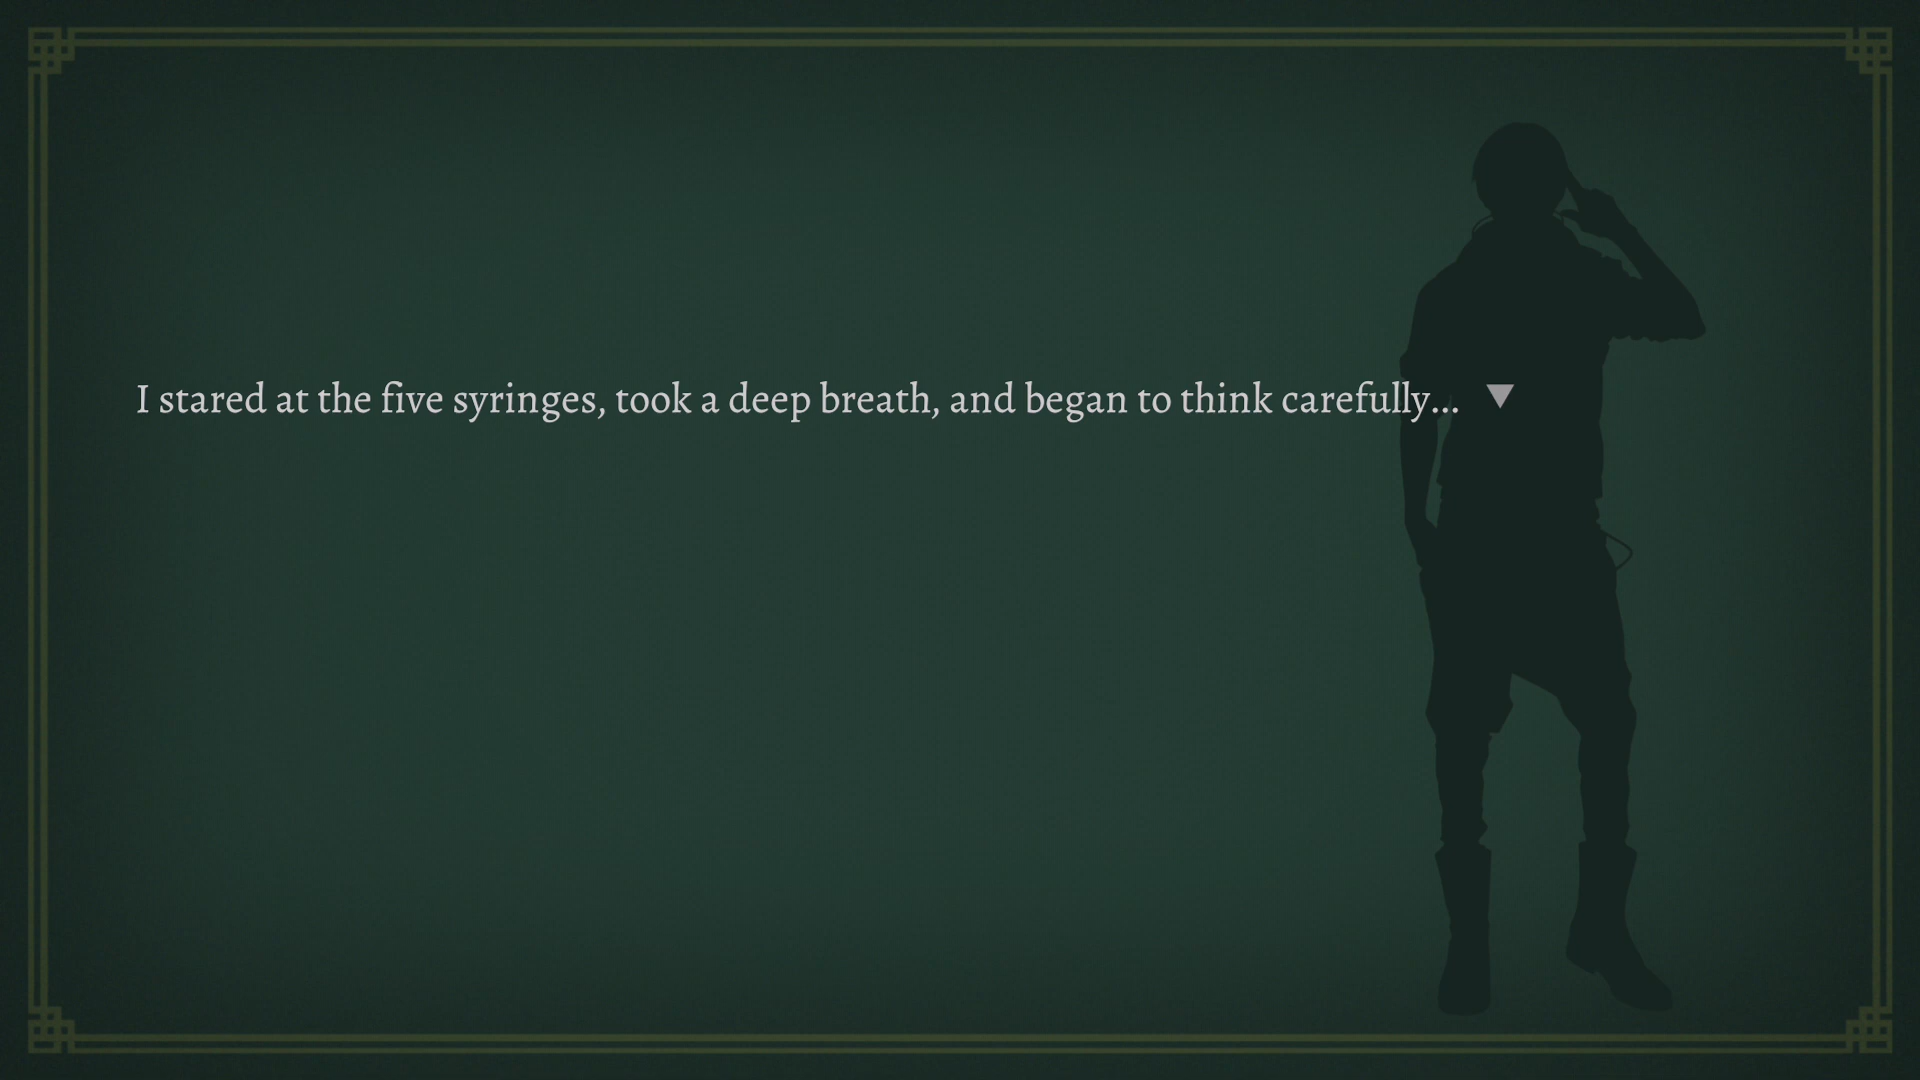 I stared at the five syringes, took a deep breath, and began to think carefully...